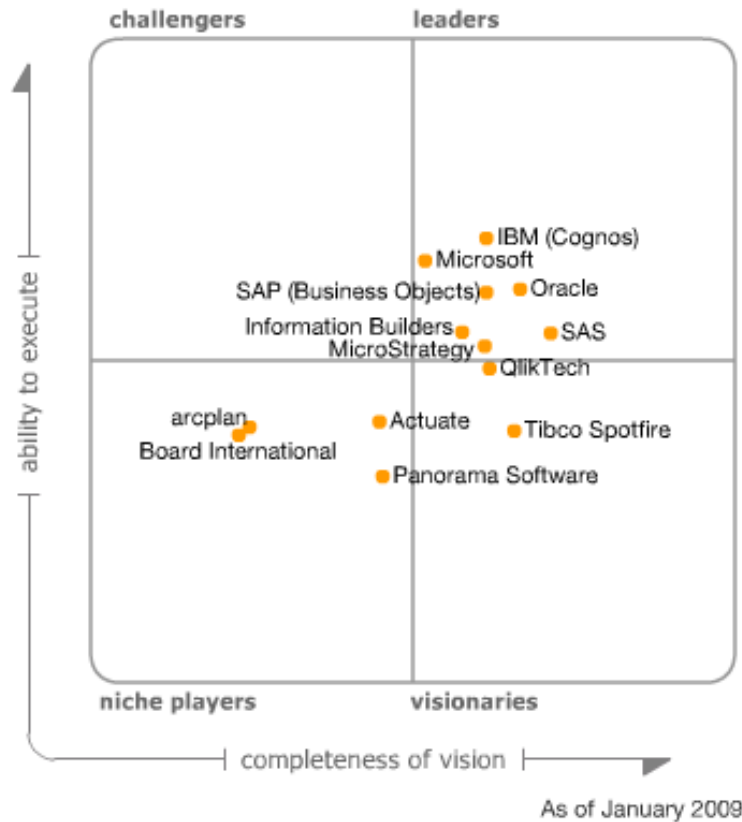 challengers
leaders
IBM (Cognos)
Microsoft
SAP (Business Objects)
Oracle
Information Builders
SAS
MicroStrategy
QlikTech
arcplan
Actuate
Tibco Spotfire
Board International
Panorama Software
ability to execute
niche players
visionaries
completeness of vision
As of January 2009